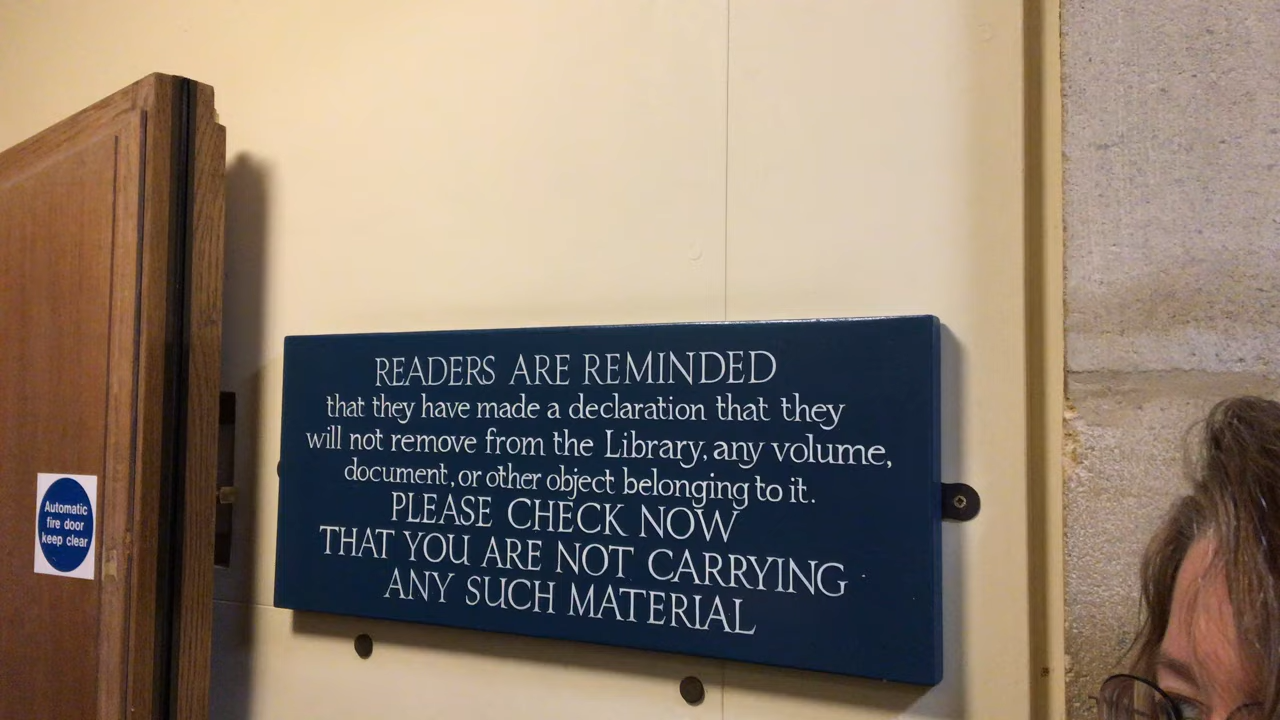 READERS ARE REMINDED
that they have made a declaration that they
will not remove from the Library, any volume,
document, or other object belonging to it.
PLEASE CHECK NOW
THAT YOU ARE NOT CARRYING
ANY SUCH MATERIAL
Automatic
fire door
keep clear